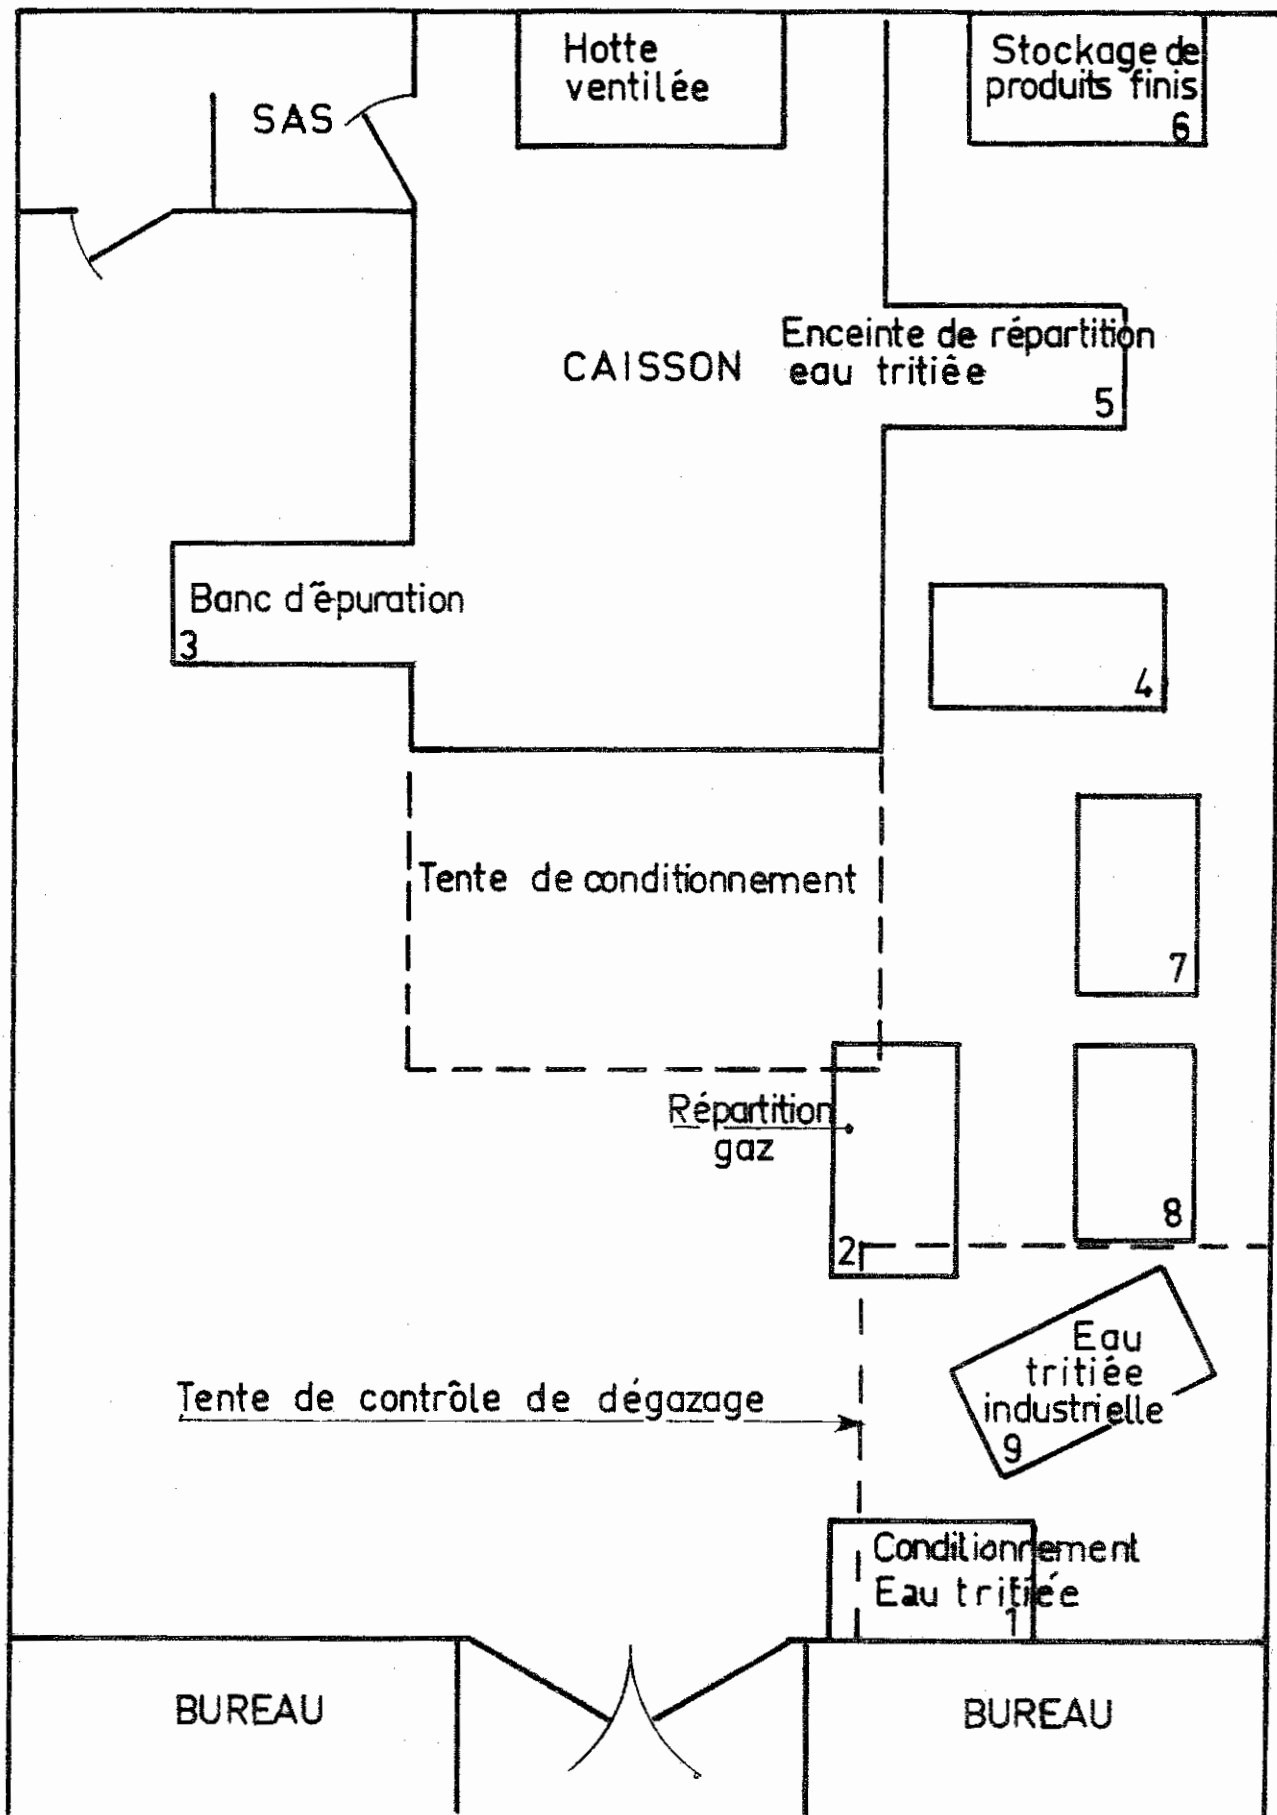 Hotte
ventilée
Stockage de
produits finis
6
SAS
Enceinte de répartition
eau tritiée
5
CAISSON
Banc d'épuration
3
4
Tente de conditionnement
7
Répartition
gaz
2
8
Eau
tritiée
industrielle
9
Tente de contrôle de dégazage
Conditionnement
Eau tritiée
1
BUREAU
BUREAU